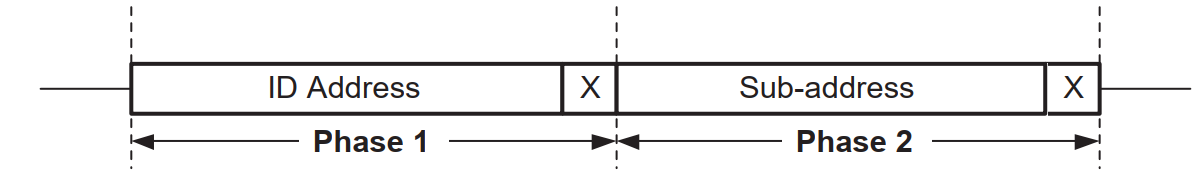 ID Address X Sub-address X
Phase 1 Phase 2